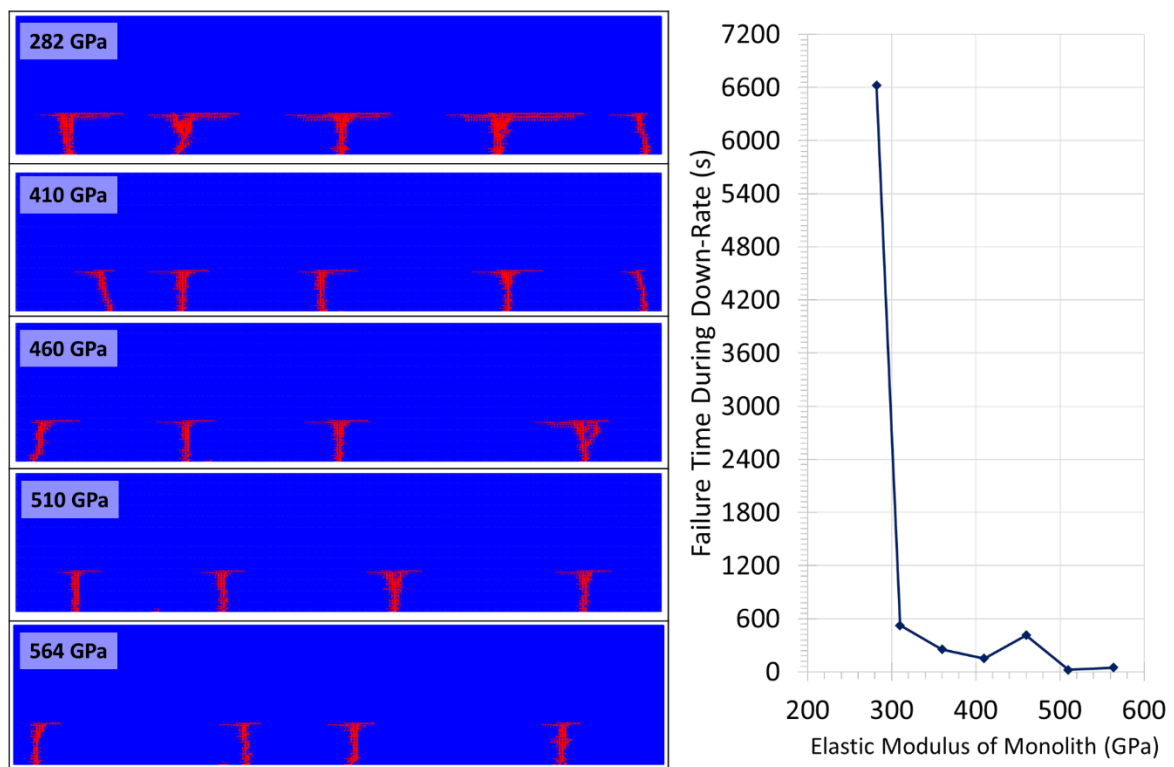 282 GPa
410 GPa
460 GPa
510 GPa
564 GPa
Failure Time During Down-Rate (s)
7200
6600
6000
5400
4800
4200
3600
3000
2400
1800
1200
600
0
200 300 400 500 600
Elastic Modulus of Monolith (GPa)